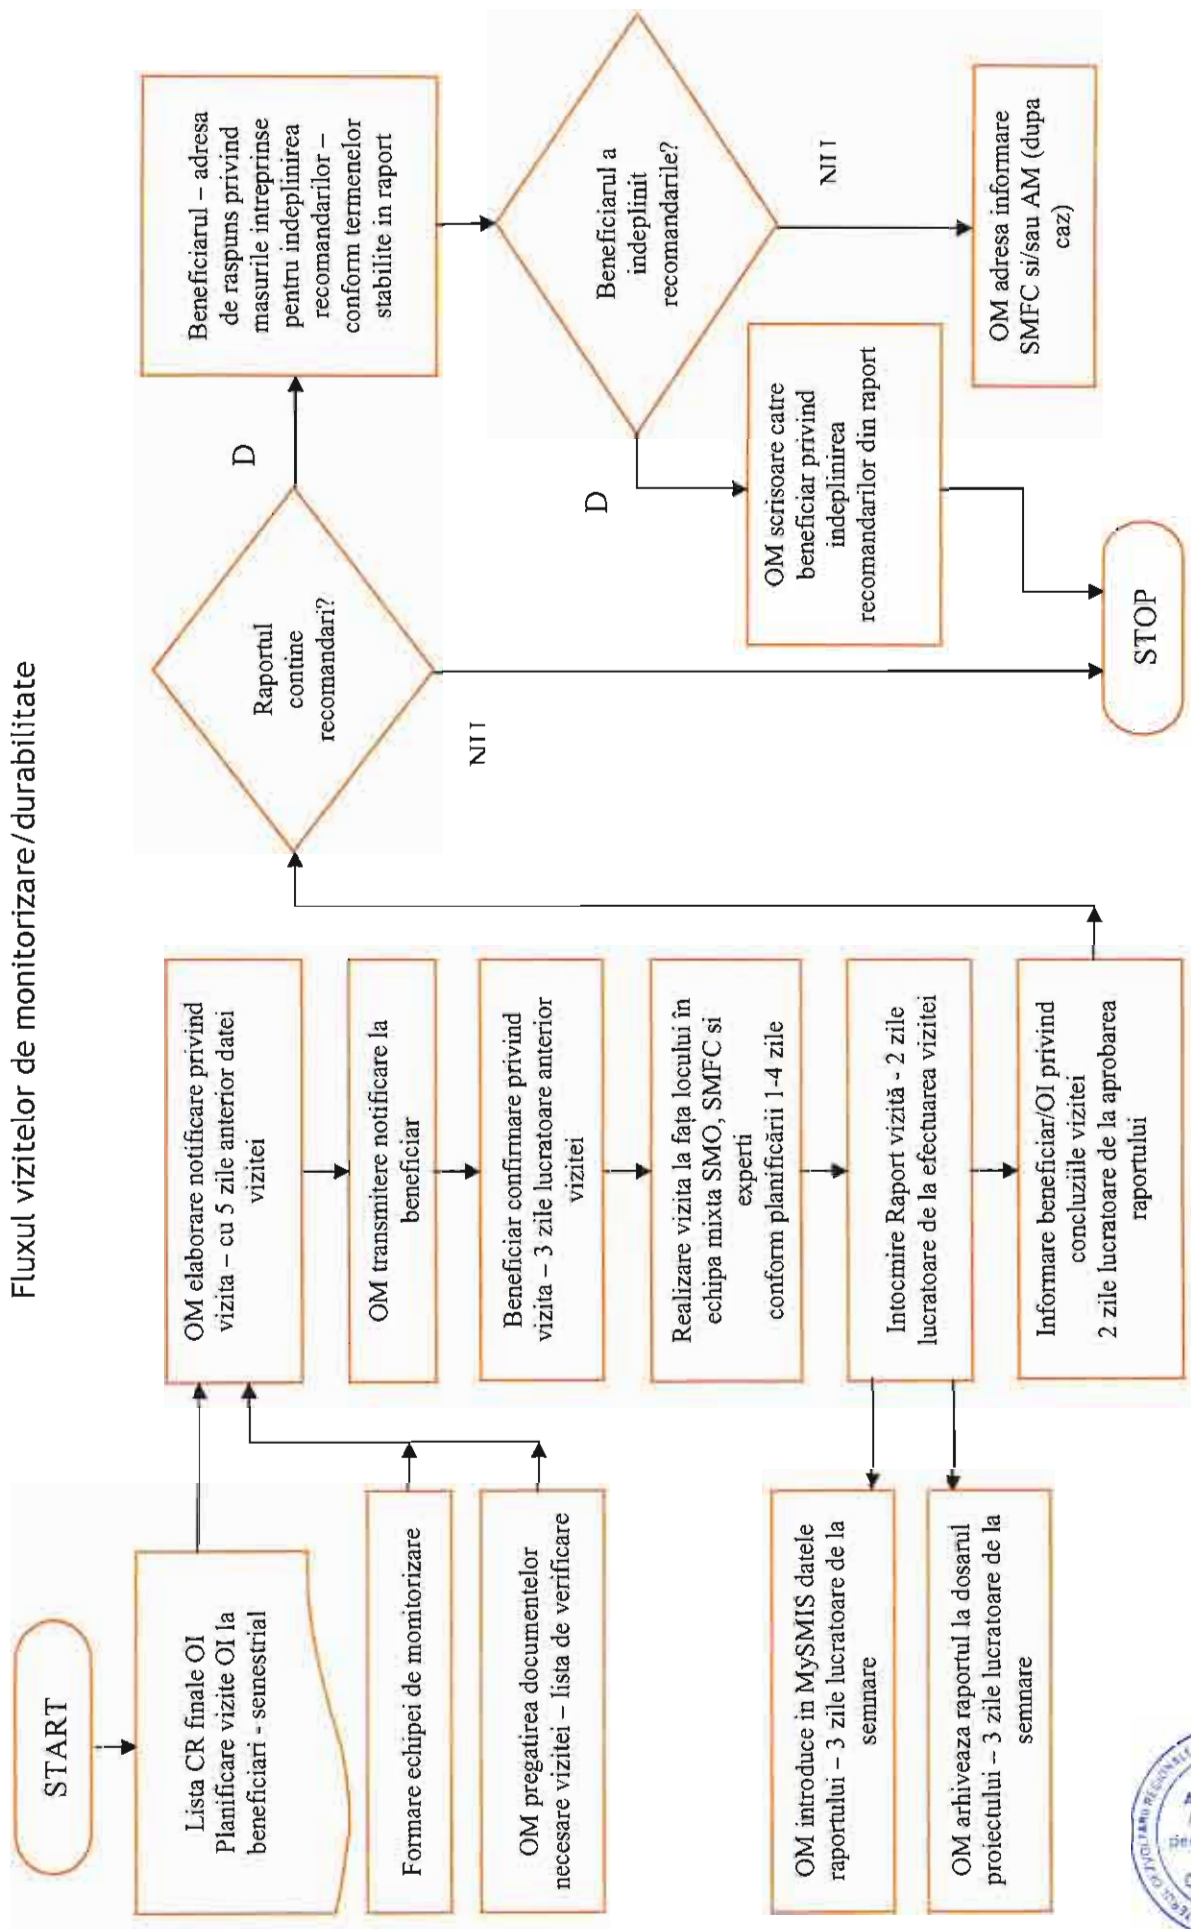 Fluxul vizitelor de monitorizare/durabilitate
START
Lista CR finale OI
Planificare vizite OI la
beneficiari - semestrial
Formare echipei de momitorizare
OM pregatirea documentelor
necesare vizitei – lista de verificare
OM elaborare notificare privind
vizita – cu 5 zile anterior datei
vizitei
OM transmitere notificare la
beneficiar
Beneficiar confirmare privind
vizita – 3 zile lucratoare anterior
vizitei
Realizare vizita la fața locului în
echipa mixta SMO, SMFC si
experti
conform planificării 1-4 zile
Intocmire Raport vizită - 2 zile
lucratoare de la efectuarea vizitei
OM introduce in MySMIS datele
raportului – 3 zile lucratoare de la
semnare
OM arhiveaza raportul la dosarul
proiectului – 3 zile lucratoare de la
semnare
Informare beneficiar/OI privind
concluziile vizitei
2 zile lucratoare de la aprobarea
raportului
Raportul
contine
recomandari?
D
NU
Beneficiarul – adresa
de raspuns privind
masurile intreprinse
pentru indeplinirea
recomandarilor –
conform termenelor
stabilite in raport
Beneficiarul a
indeplinit
recomandarile?
D
NU
OM scrisoare catre
beneficiar privind
indeplinirea
recomandarilor din raport
OM adresa informare
SMFC si/sau AM (dupa
caz)
STOP